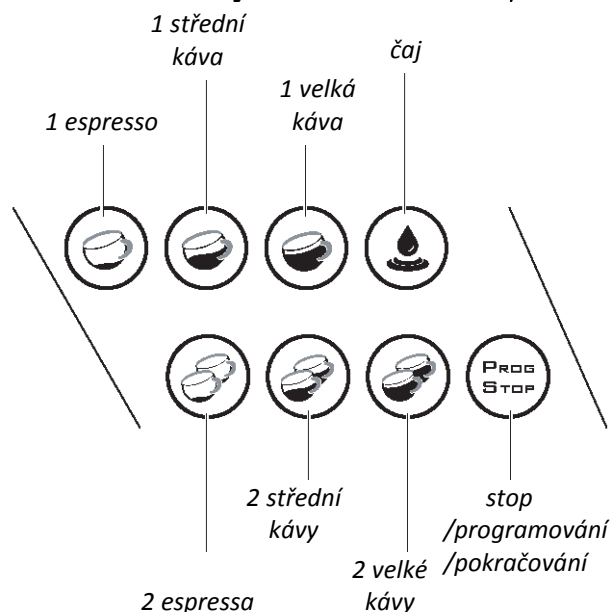 1 střední
káva
čaj
1 velká
káva
1 espresso
PROG
STOP
2 střední
kávy
stop
/programování
/pokračování
2 velké
kávy
2 espressa